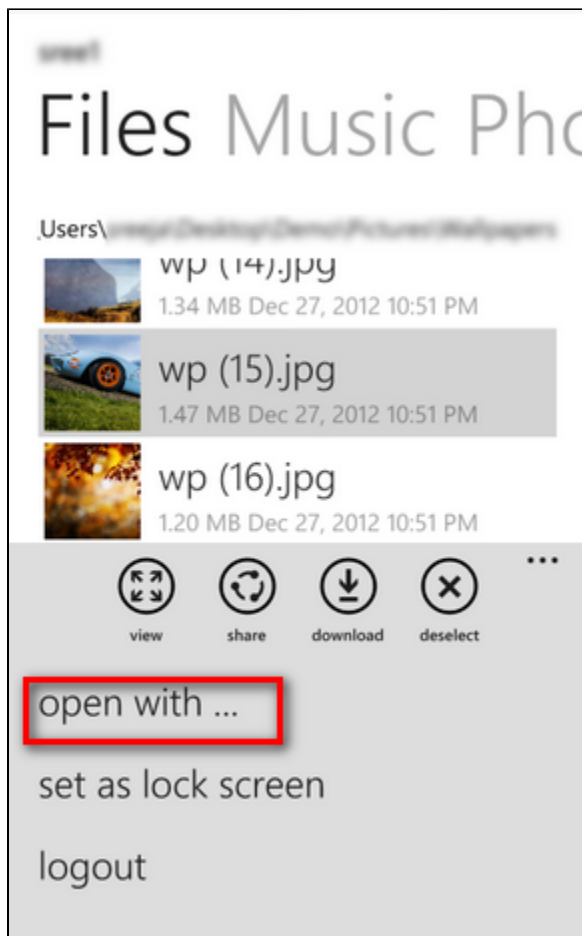 Files Music Pho
Users\
wp (14).jpg
1.34 MB Dec 27, 2012 10:51 PM
wp (15).jpg
1.47 MB Dec 27, 2012 10:51 PM
wp (16).jpg
1.20 MB Dec 27, 2012 10:51 PM
...
view share download deselect
open with ...
set as lock screen
logout